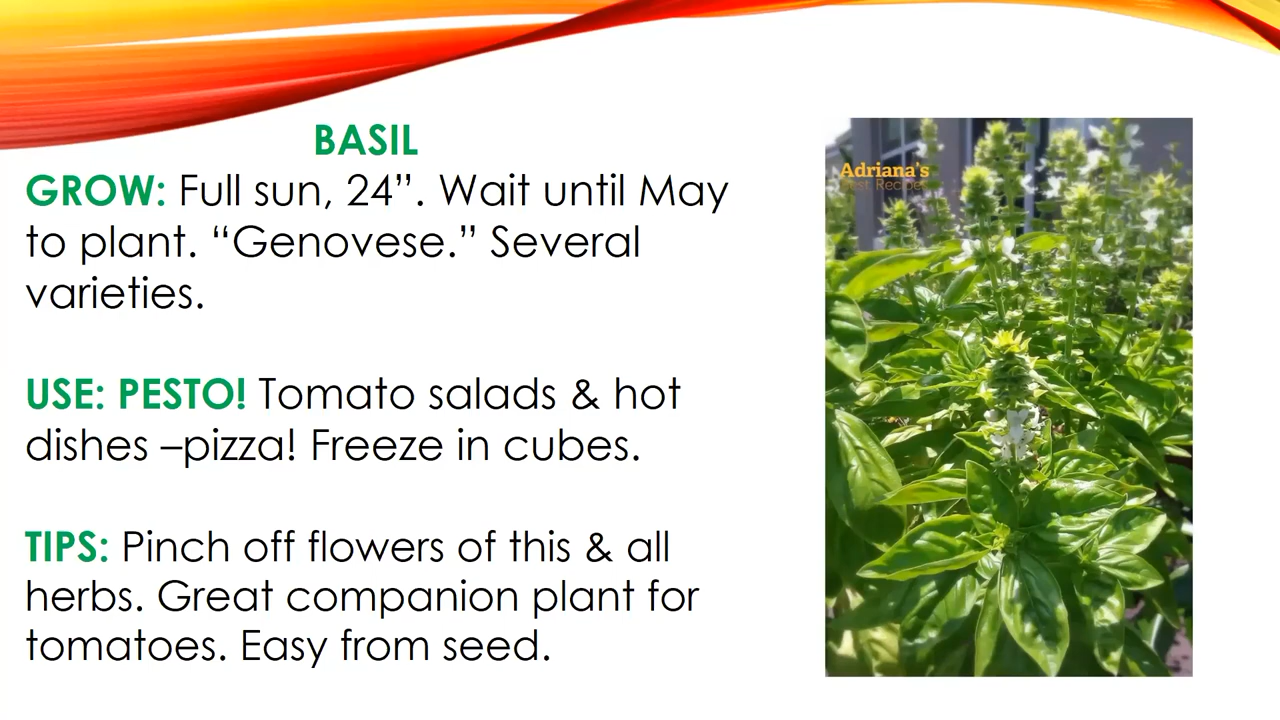 BASIL
GROW: Full sun, 24”. Wait until May
to plant. “Genovese.” Several
varieties.
USE: PESTO! Tomato salads & hot
dishes –pizza! Freeze in cubes.
TIPS: Pinch off flowers of this & all
herbs. Great companion plant for
tomatoes. Easy from seed.
Adriana's
Best Recipes